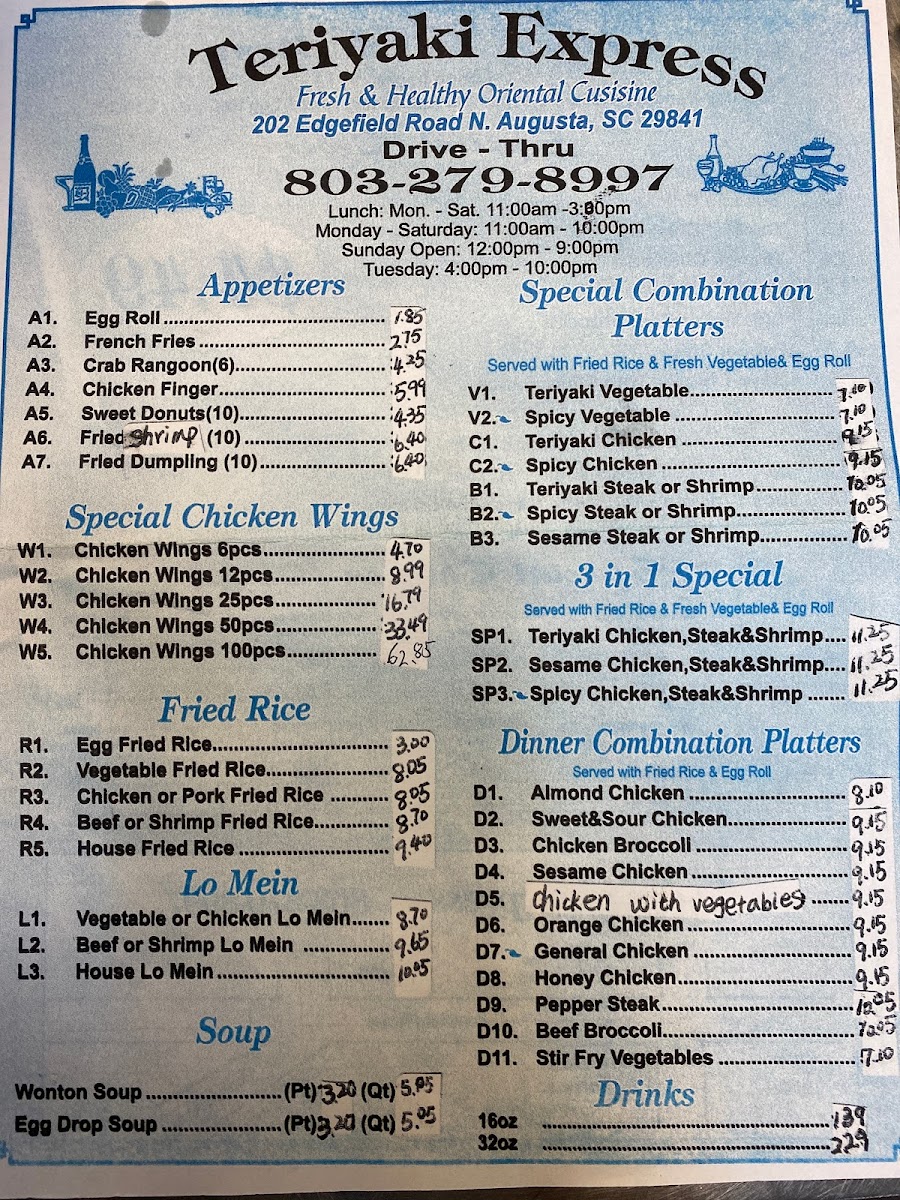 Teriyaki Express
Fresh & Healthy Oriental Cusisine
202 Edgefield Road N. Augusta, SC 29841
Drive - Thru
803-279-8997
Lunch: Mon. - Sat. 11:00am -3:00pm
Monday - Saturday: 11:00am - 10:00pm
Sunday Open: 12:00pm - 9:00pm
Tuesday: 4:00pm - 10:00pm
Appetizers
A1. Egg Roll 1.85
A2. French Fries 2.75
A3. Crab Rangoon(6) 4.25
A4. Chicken Finger 5.99
A5. Sweet Donuts(10) 4.35
A6. Fried shrimp (10) 6.40
A7. Fried Dumpling (10) 6.40
Special Chicken Wings
W1. Chicken Wings 6pcs 4.70
W2. Chicken Wings 12pcs 8.99
W3. Chicken Wings 25pcs 16.79
W4. Chicken Wings 50pcs 33.49
W5. Chicken Wings 100pcs 62.85
Fried Rice
R1. Egg Fried Rice 3.00
R2. Vegetable Fried Rice 8.05
R3. Chicken or Pork Fried Rice 8.05
R4. Beef or Shrimp Fried Rice 8.70
R5. House Fried Rice 9.40
Lo Mein
L1. Vegetable or Chicken Lo Mein 8.70
L2. Beef or Shrimp Lo Mein 9.65
L3. House Lo Mein 10.05
Soup
Wonton Soup (Pt) 3.20 (Qt) 5.05
Egg Drop Soup (Pt) 3.20 (Qt) 5.05
Special Combination
Platters
Served with Fried Rice & Fresh Vegetable& Egg Roll
V1. Teriyaki Vegetable 7.10
V2. Spicy Vegetable 7.10
C1. Teriyaki Chicken 9.15
C2. Spicy Chicken 9.15
B1. Teriyaki Steak or Shrimp 10.05
B2. Spicy Steak or Shrimp 10.05
B3. Sesame Steak or Shrimp 10.05
3 in 1 Special
Served with Fried Rice & Fresh Vegetable& Egg Roll
SP1. Teriyaki Chicken,Steak&Shrimp 11.25
SP2. Sesame Chicken,Steak&Shrimp 11.25
SP3. Spicy Chicken,Steak&Shrimp 11.25
Dinner Combination Platters
Served with Fried Rice & Egg Roll
D1. Almond Chicken 8.10
D2. Sweet&Sour Chicken 9.15
D3. Chicken Broccoli 9.15
D4. Sesame Chicken 9.15
D5. chicken with vegetables 9.15
D6. Orange Chicken 9.15
D7. General Chicken 9.15
D8. Honey Chicken 9.15
D9. Pepper Steak
D10. Beef Broccoli 10.05
D11. Stir Fry Vegetables 7.10
Drinks
16oz 1.39
32oz 2.29